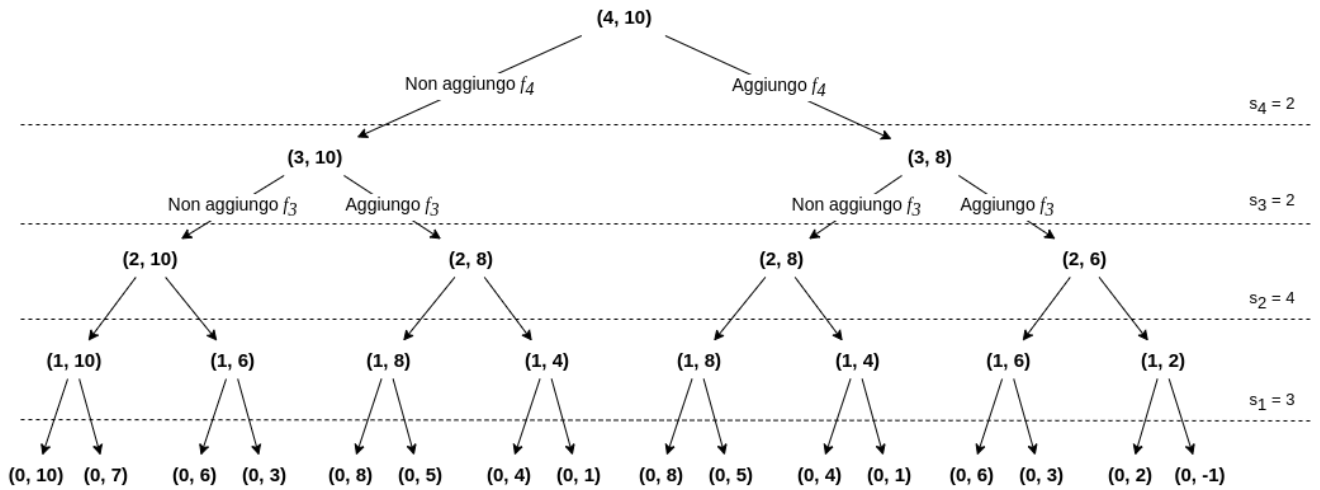 (4, 10)
Non aggiungo f4 Aggiungo f4
s4 = 2
(3, 10) (3, 8)
Non aggiungo f3 Aggiungo f3 Non aggiungo f3 Aggiungo f3
s3 = 2
(2, 10) (2, 8) (2, 8) (2, 6)
s2 = 4
(1, 10) (1, 6) (1, 8) (1, 4) (1, 8) (1, 4) (1, 6) (1, 2)
s1 = 3
(0, 10) (0, 7) (0, 6) (0, 3) (0, 8) (0, 5) (0, 4) (0, 1) (0, 8) (0, 5) (0, 4) (0, 1) (0, 6) (0, 3) (0, 2) (0, -1)